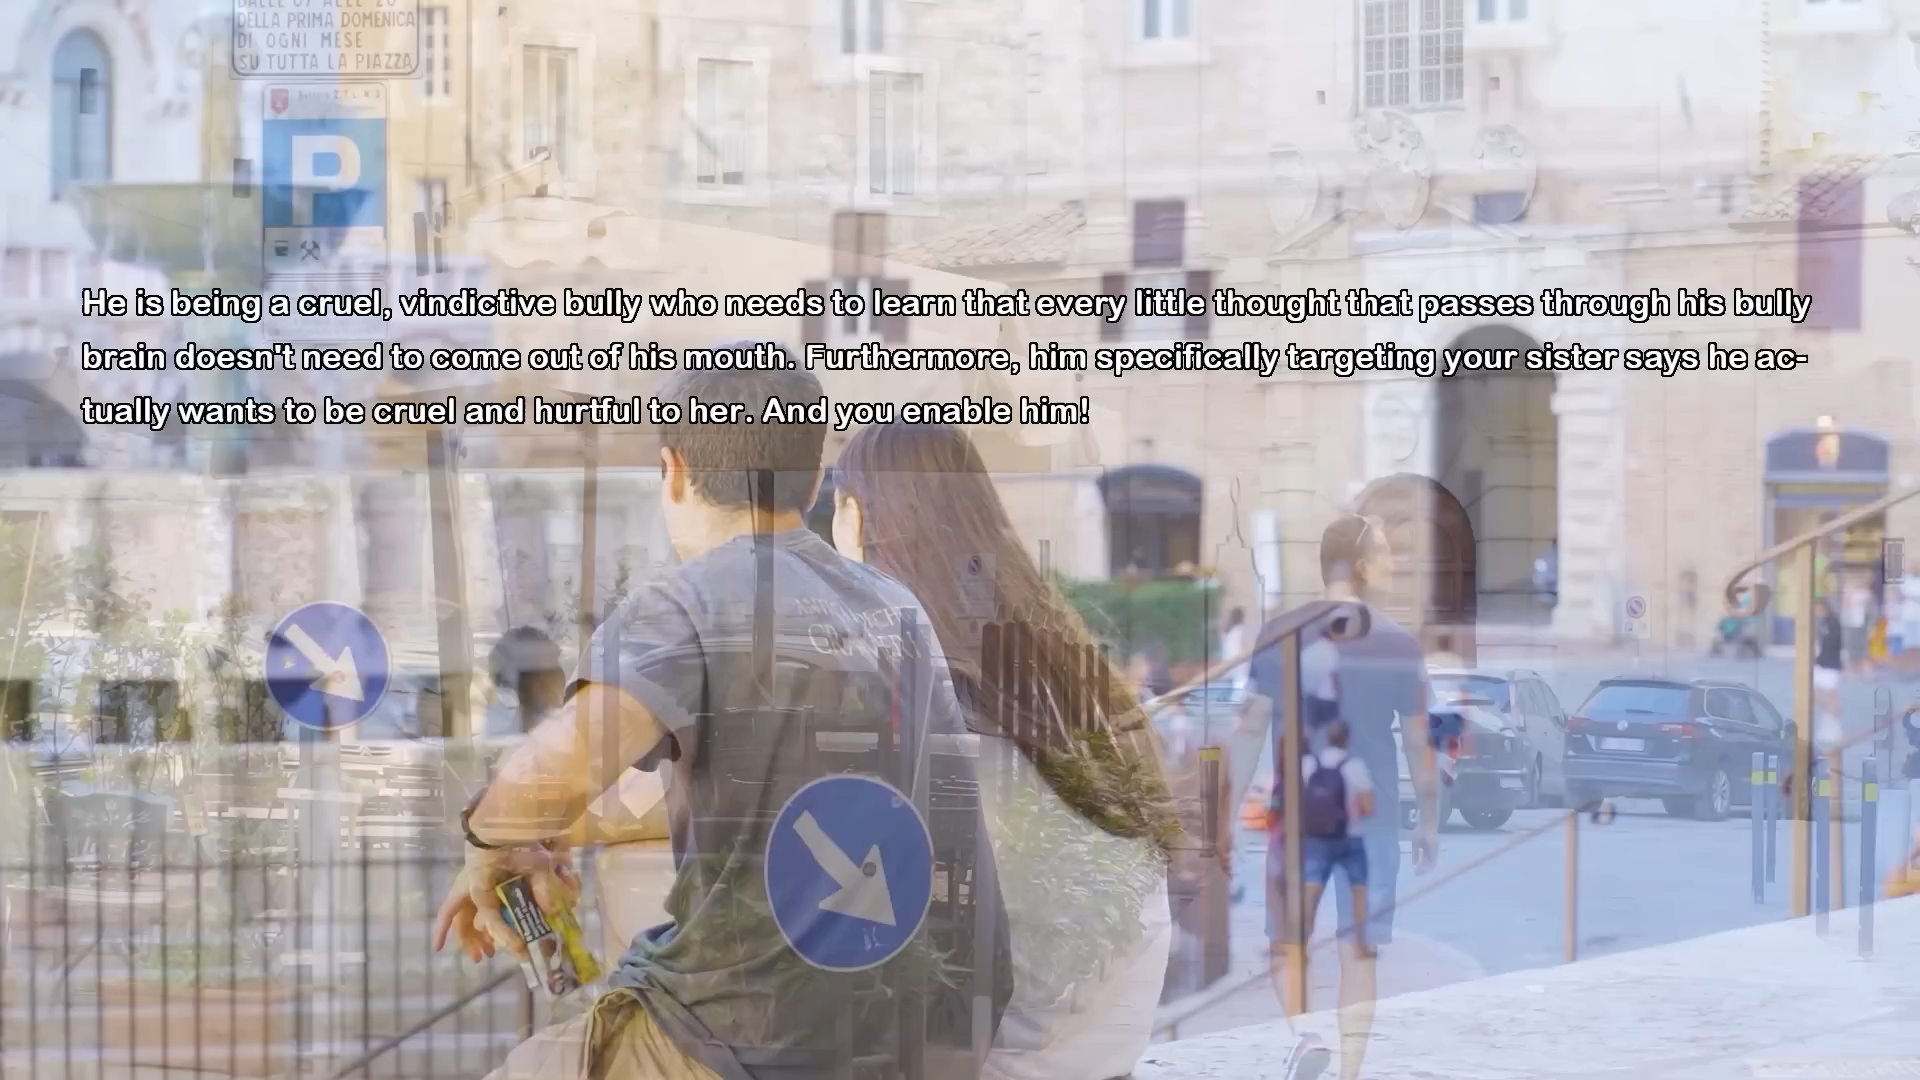 DALLE 07 ALLE 20
DELLA PRIMA DOMENICA
DI OGNI MESE
SU TUTTA LA PIAZZA
P
He is being a cruel, vindictive bully who needs to learn that every little thought that passes through his bully
brain doesn't need to come out of his mouth. Furthermore, him specifically targeting your sister says he ac-
tually wants to be cruel and hurtful to her. And you enable him!